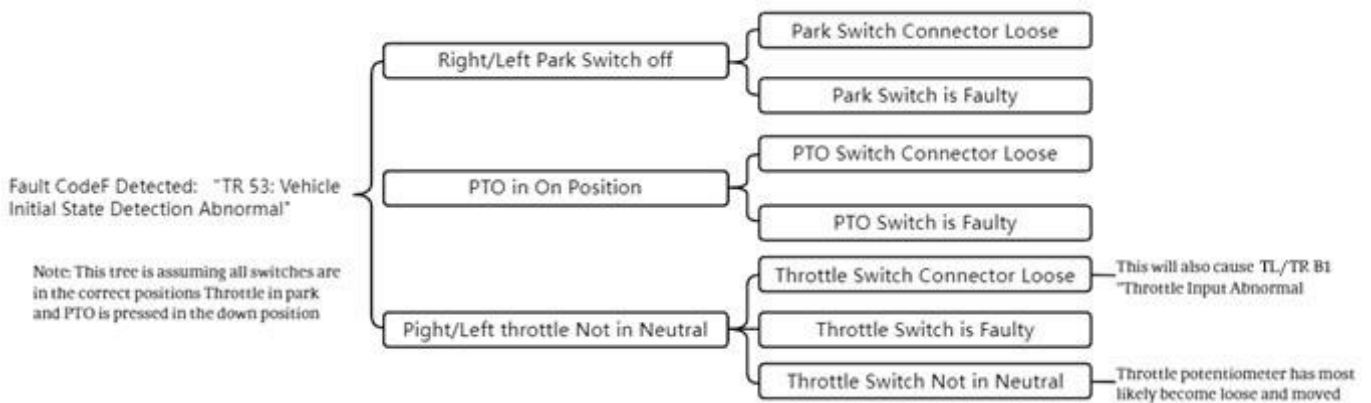 Fault CodeF Detected: "TR 53: Vehicle
Initial State Detection Abnormal"
Note: This tree is assuming all switches are
in the correct positions Throttle in park
and PTO is pressed in the down position
Right/Left Park Switch off
Park Switch Connector Loose
Park Switch is Faulty
PTO in On Position
PTO Switch Connector Loose
PTO Switch is Faulty
Pight/Left throttle Not in Neutral
Throttle Switch Connector Loose
This will also cause TL/TR B1
"Throttle Input Abnormal
Throttle Switch is Faulty
Throttle Switch Not in Neutral
Throttle potentiometer has most
likely become loose and moved